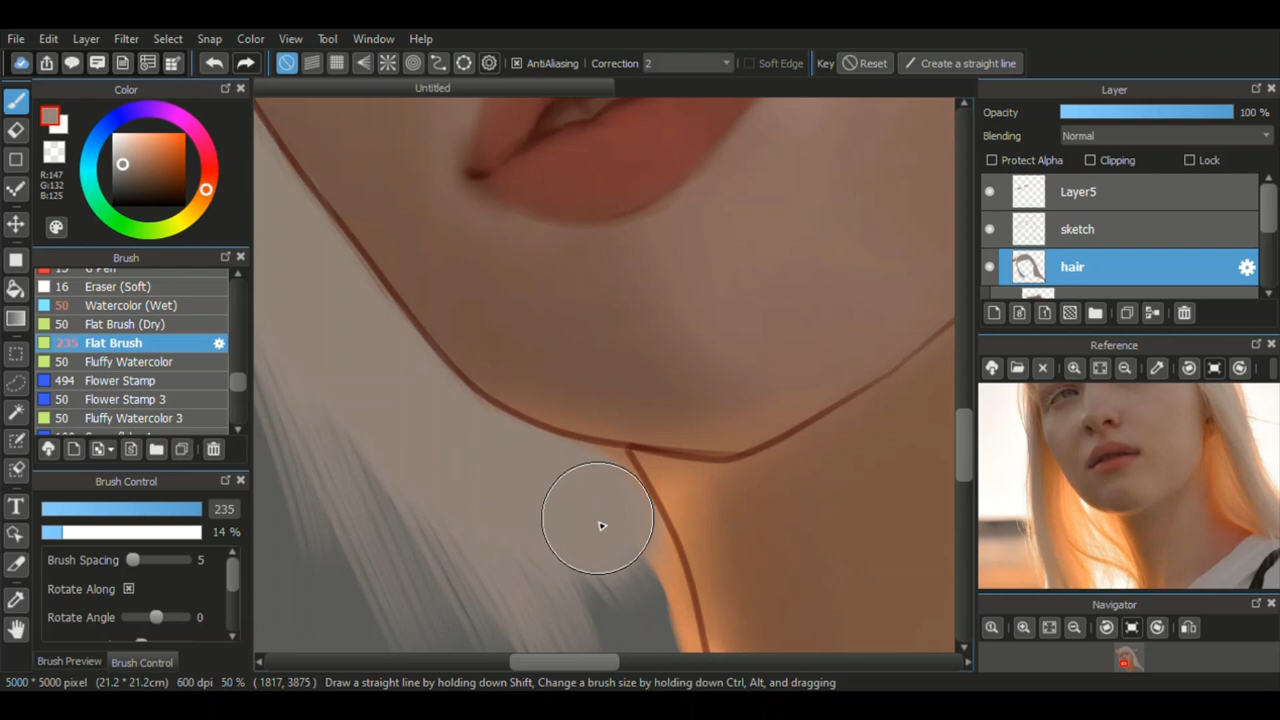 File Edit Layer Filter Select Snap Color View Tool Window Help
AntiAliasing Correction 2 Soft Edge Key Reset Create a straight line
Color
Untitled
Layer
R:147
G:132
B:125
Opacity 100 %
Blending Normal
Protect Alpha Clipping Lock
Layer5
sketch
hair
Brush
16 Eraser (Soft)
50 Watercolor (Wet)
50 Flat Brush (Dry)
235 Flat Brush
50 Fluffy Watercolor
494 Flower Stamp
50 Flower Stamp 3
50 Fluffy Watercolor 3
Reference
Brush Control
235
14 %
Brush Spacing 5
Rotate Along
Rotate Angle 0
Brush Preview Brush Control
Navigator
5000 * 5000 pixel (21.2 * 21.2cm) 600 dpi 50 % ( 1817, 3875 ) Draw a straight line by holding down Shift, Change a brush size by holding down Ctrl, Alt, and dragging